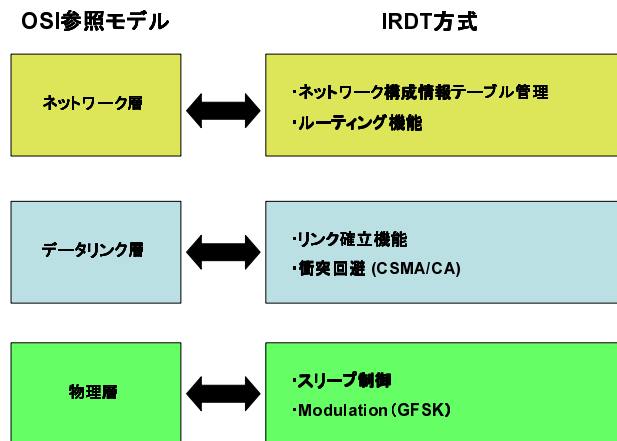 OSI参照モデル
IRDT方式
ネットワーク層
・ネットワーク構成情報テーブル管理
・ルーティング機能
データリンク層
・リンク確立機能
・衝突回避 (CSMA/CA)
物理層
・スリープ制御
・Modulation(GFSK)